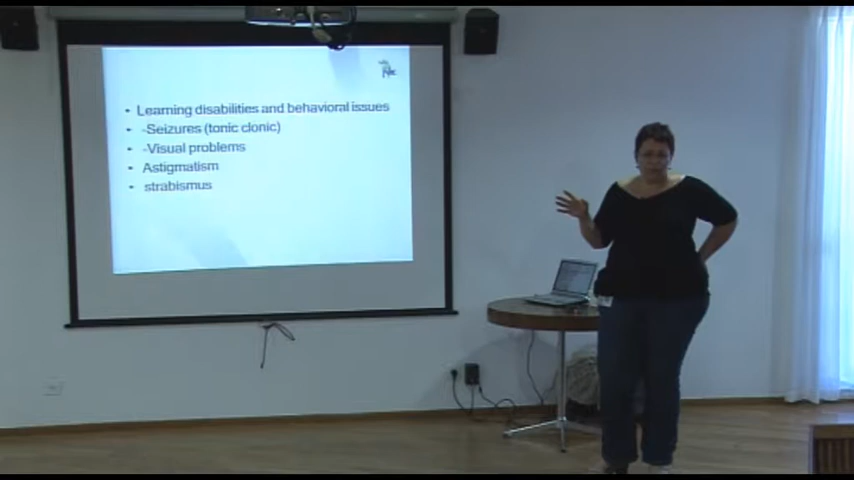 • Learning disabilities and behavioral issues
• -Seizures (tonic clonic)
• -Visual problems
• Astigmatism
• strabismus